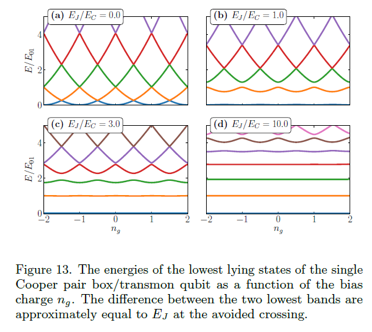 (a) E_J/E_C = 0.0
(b) E_J/E_C = 1.0
E/E_01
4
2
0
(c) E_J/E_C = 3.0
(d) E_J/E_C = 10.0
E/E_01
4
2
0
−2 −1 0 1 2
−2 −1 0 1 2
n_g
n_g
Figure 13. The energies of the lowest lying states of the single
Cooper pair box/transmon qubit as a function of the bias
charge n_g. The difference between the two lowest bands are
approximately equal to E_J at the avoided crossing.